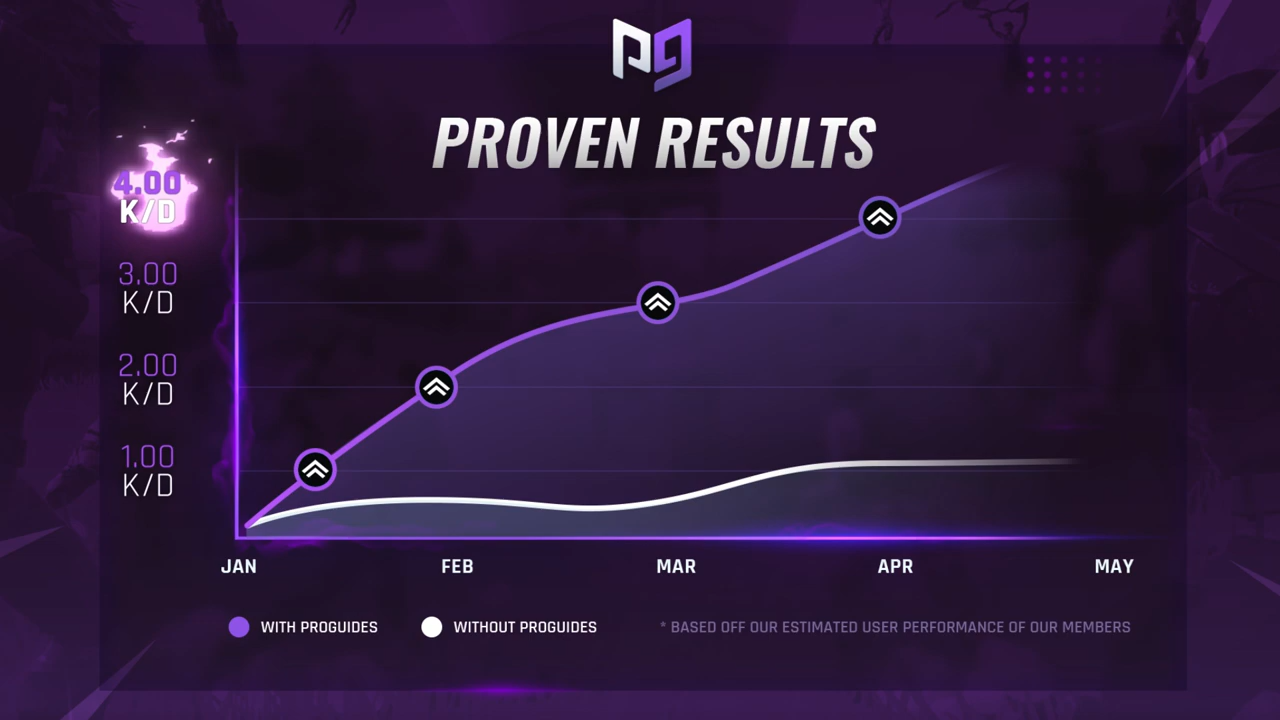 PG
PROVEN RESULTS
4.00
K/D
3.00
K/D
2.00
K/D
1.00
K/D
JAN FEB MAR APR MAY
WITH PROGUIDES WITHOUT PROGUIDES * BASED OFF OUR ESTIMATED USER PERFORMANCE OF OUR MEMBERS